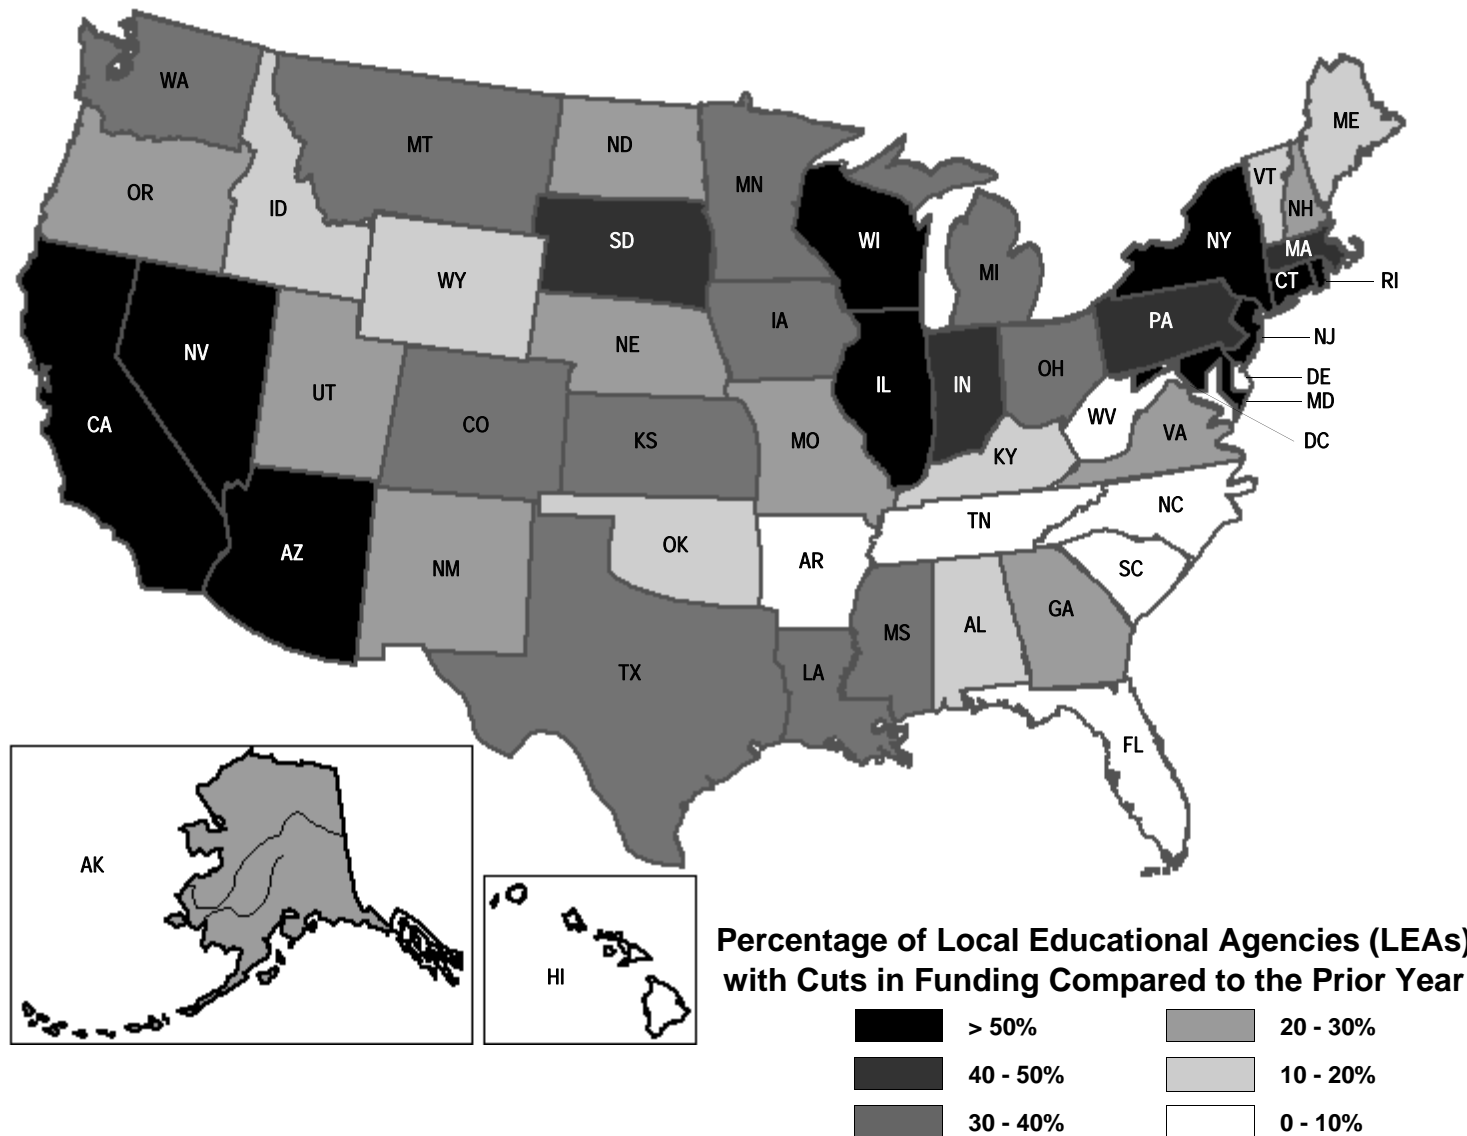 WA
MT
ND
MN
ME
OR
ID
SD
WI
VT
NH
NY
MA
WY
MI
CT
RI
IA
PA
NV
NE
NJ
UT
OH
IL
IN
DE
CA
CO
WV
MD
KS
MO
VA
DC
KY
NC
TN
AZ
OK
AR
NM
SC
GA
MS
AL
TX
LA
FL
AK
HI
Percentage of Local Educational Agencies (LEAs)
with Cuts in Funding Compared to the Prior Year
> 50%
20 - 30%
40 - 50%
10 - 20%
30 - 40%
0 - 10%